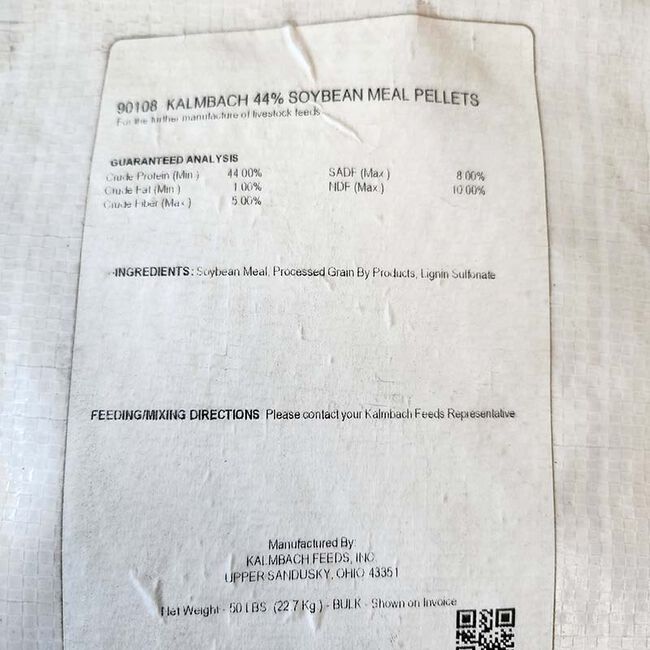 90108 KALMBACH 44% SOYBEAN MEAL PELLETS
For the further manufacture of livestock feeds
GUARANTEED ANALYSIS
Crude Protein (Min.) 44.00% SADF (Max.) 8.00%
Crude Fat (Min.) 1.00% NDF (Max.) 10.00%
Crude Fiber (Max.) 5.00%
INGREDIENTS: Soybean Meal, Processed Grain By Products, Lignin Sulfonate
FEEDING/MIXING DIRECTIONS Please contact your Kalmbach Feeds Representative
Manufactured By:
KALMBACH FEEDS, INC.
UPPER SANDUSKY, OHIO 43351
Net Weight - 50 LBS (22.7 Kg.) - BULK - Shown on Invoice